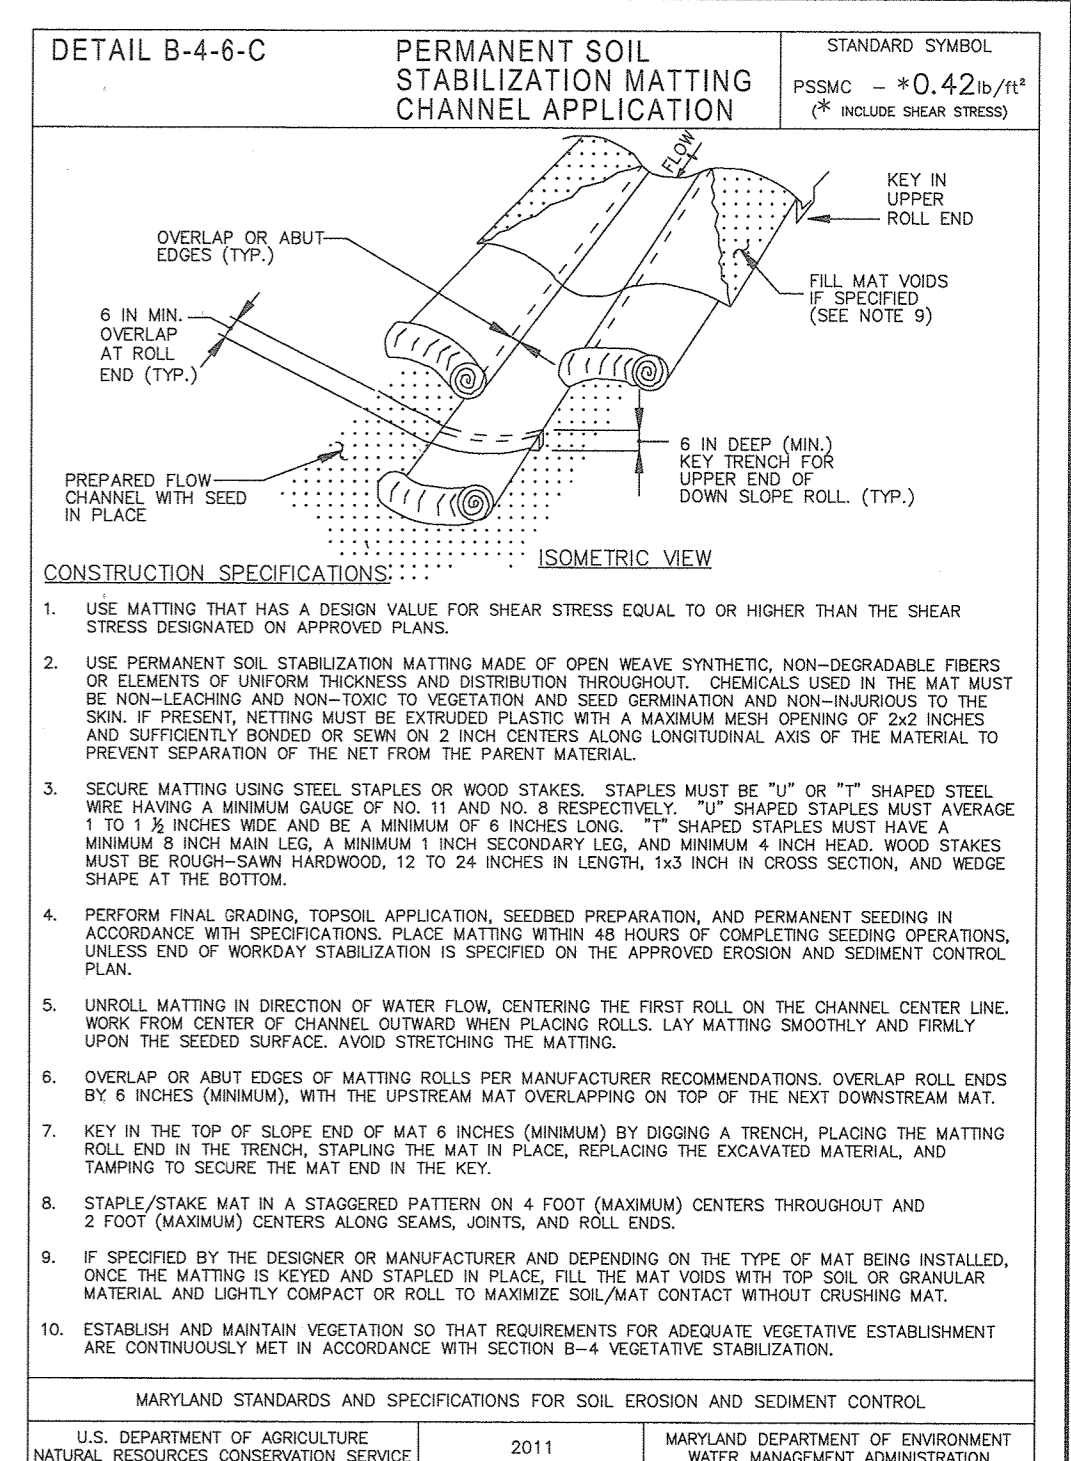 DETAIL B-4-6-C
PERMANENT SOIL
STABILIZATION MATTING
CHANNEL APPLICATION
STANDARD SYMBOL
PSSMC - *0.42 lb/ft²
(* INCLUDE SHEAR STRESS)
FLOW
KEY IN
UPPER
ROLL END
OVERLAP OR ABUT
EDGES (TYP.)
FILL MAT VOIDS
IF SPECIFIED
(SEE NOTE 9)
6 IN MIN.
OVERLAP
AT ROLL
END (TYP.)
6 IN DEEP (MIN.)
KEY TRENCH FOR
UPPER END OF
DOWN SLOPE ROLL. (TYP.)
PREPARED FLOW
CHANNEL WITH SEED
IN PLACE
ISOMETRIC VIEW
CONSTRUCTION SPECIFICATIONS:
1. USE MATTING THAT HAS A DESIGN VALUE FOR SHEAR STRESS EQUAL TO OR HIGHER THAN THE SHEAR
STRESS DESIGNATED ON APPROVED PLANS.
2. USE PERMANENT SOIL STABILIZATION MATTING MADE OF OPEN WEAVE SYNTHETIC, NON-DEGRADABLE FIBERS
OR ELEMENTS OF UNIFORM THICKNESS AND DISTRIBUTION THROUGHOUT. CHEMICALS USED IN THE MAT MUST
BE NON-LEACHING AND NON-TOXIC TO VEGETATION AND SEED GERMINATION AND NON-INJURIOUS TO THE
SKIN. IF PRESENT, NETTING MUST BE EXTRUDED PLASTIC WITH A MAXIMUM MESH OPENING OF 2x2 INCHES
AND SUFFICIENTLY BONDED OR SEWN ON 2 INCH CENTERS ALONG LONGITUDINAL AXIS OF THE MATERIAL TO
PREVENT SEPARATION OF THE NET FROM THE PARENT MATERIAL.
3. SECURE MATTING USING STEEL STAPLES OR WOOD STAKES. STAPLES MUST BE "U" OR "T" SHAPED STEEL
WIRE HAVING A MINIMUM GAUGE OF NO. 11 AND NO. 8 RESPECTIVELY. "U" SHAPED STAPLES MUST AVERAGE
1 TO 1 ½ INCHES WIDE AND BE A MINIMUM OF 6 INCHES LONG. "T" SHAPED STAPLES MUST HAVE A
MINIMUM 8 INCH MAIN LEG, A MINIMUM 1 INCH SECONDARY LEG, AND MINIMUM 4 INCH HEAD. WOOD STAKES
MUST BE ROUGH-SAWN HARDWOOD, 12 TO 24 INCHES IN LENGTH, 1x3 INCH IN CROSS SECTION, AND WEDGE
SHAPE AT THE BOTTOM.
4. PERFORM FINAL GRADING, TOPSOIL APPLICATION, SEEDBED PREPARATION, AND PERMANENT SEEDING IN
ACCORDANCE WITH SPECIFICATIONS. PLACE MATTING WITHIN 48 HOURS OF COMPLETING SEEDING OPERATIONS,
UNLESS END OF WORKDAY STABILIZATION IS SPECIFIED ON THE APPROVED EROSION AND SEDIMENT CONTROL
PLAN.
5. UNROLL MATTING IN DIRECTION OF WATER FLOW, CENTERING THE FIRST ROLL ON THE CHANNEL CENTER LINE.
WORK FROM CENTER OF CHANNEL OUTWARD WHEN PLACING ROLLS. LAY MATTING SMOOTHLY AND FIRMLY
UPON THE SEEDED SURFACE. AVOID STRETCHING THE MATTING.
6. OVERLAP OR ABUT EDGES OF MATTING ROLLS PER MANUFACTURER RECOMMENDATIONS. OVERLAP ROLL ENDS
BY 6 INCHES (MINIMUM), WITH THE UPSTREAM MAT OVERLAPPING ON TOP OF THE NEXT DOWNSTREAM MAT.
7. KEY IN THE TOP OF SLOPE END OF MAT 6 INCHES (MINIMUM) BY DIGGING A TRENCH, PLACING THE MATTING
ROLL END IN THE TRENCH, STAPLING THE MAT IN PLACE, REPLACING THE EXCAVATED MATERIAL, AND
TAMPING TO SECURE THE MAT END IN THE KEY.
8. STAPLE/STAKE MAT IN A STAGGERED PATTERN ON 4 FOOT (MAXIMUM) CENTERS THROUGHOUT AND
2 FOOT (MAXIMUM) CENTERS ALONG SEAMS, JOINTS, AND ROLL ENDS.
9. IF SPECIFIED BY THE DESIGNER OR MANUFACTURER AND DEPENDING ON THE TYPE OF MAT BEING INSTALLED,
ONCE THE MATTING IS KEYED AND STAPLED IN PLACE, FILL THE MAT VOIDS WITH TOP SOIL OR GRANULAR
MATERIAL AND LIGHTLY COMPACT OR ROLL TO MAXIMIZE SOIL/MAT CONTACT WITHOUT CRUSHING MAT.
10. ESTABLISH AND MAINTAIN VEGETATION SO THAT REQUIREMENTS FOR ADEQUATE VEGETATIVE ESTABLISHMENT
ARE CONTINUOUSLY MET IN ACCORDANCE WITH SECTION B-4 VEGETATIVE STABILIZATION.
MARYLAND STANDARDS AND SPECIFICATIONS FOR SOIL EROSION AND SEDIMENT CONTROL
U.S. DEPARTMENT OF AGRICULTURE
NATURAL RESOURCES CONSERVATION SERVICE
2011
MARYLAND DEPARTMENT OF ENVIRONMENT
WATER MANAGEMENT ADMINISTRATION